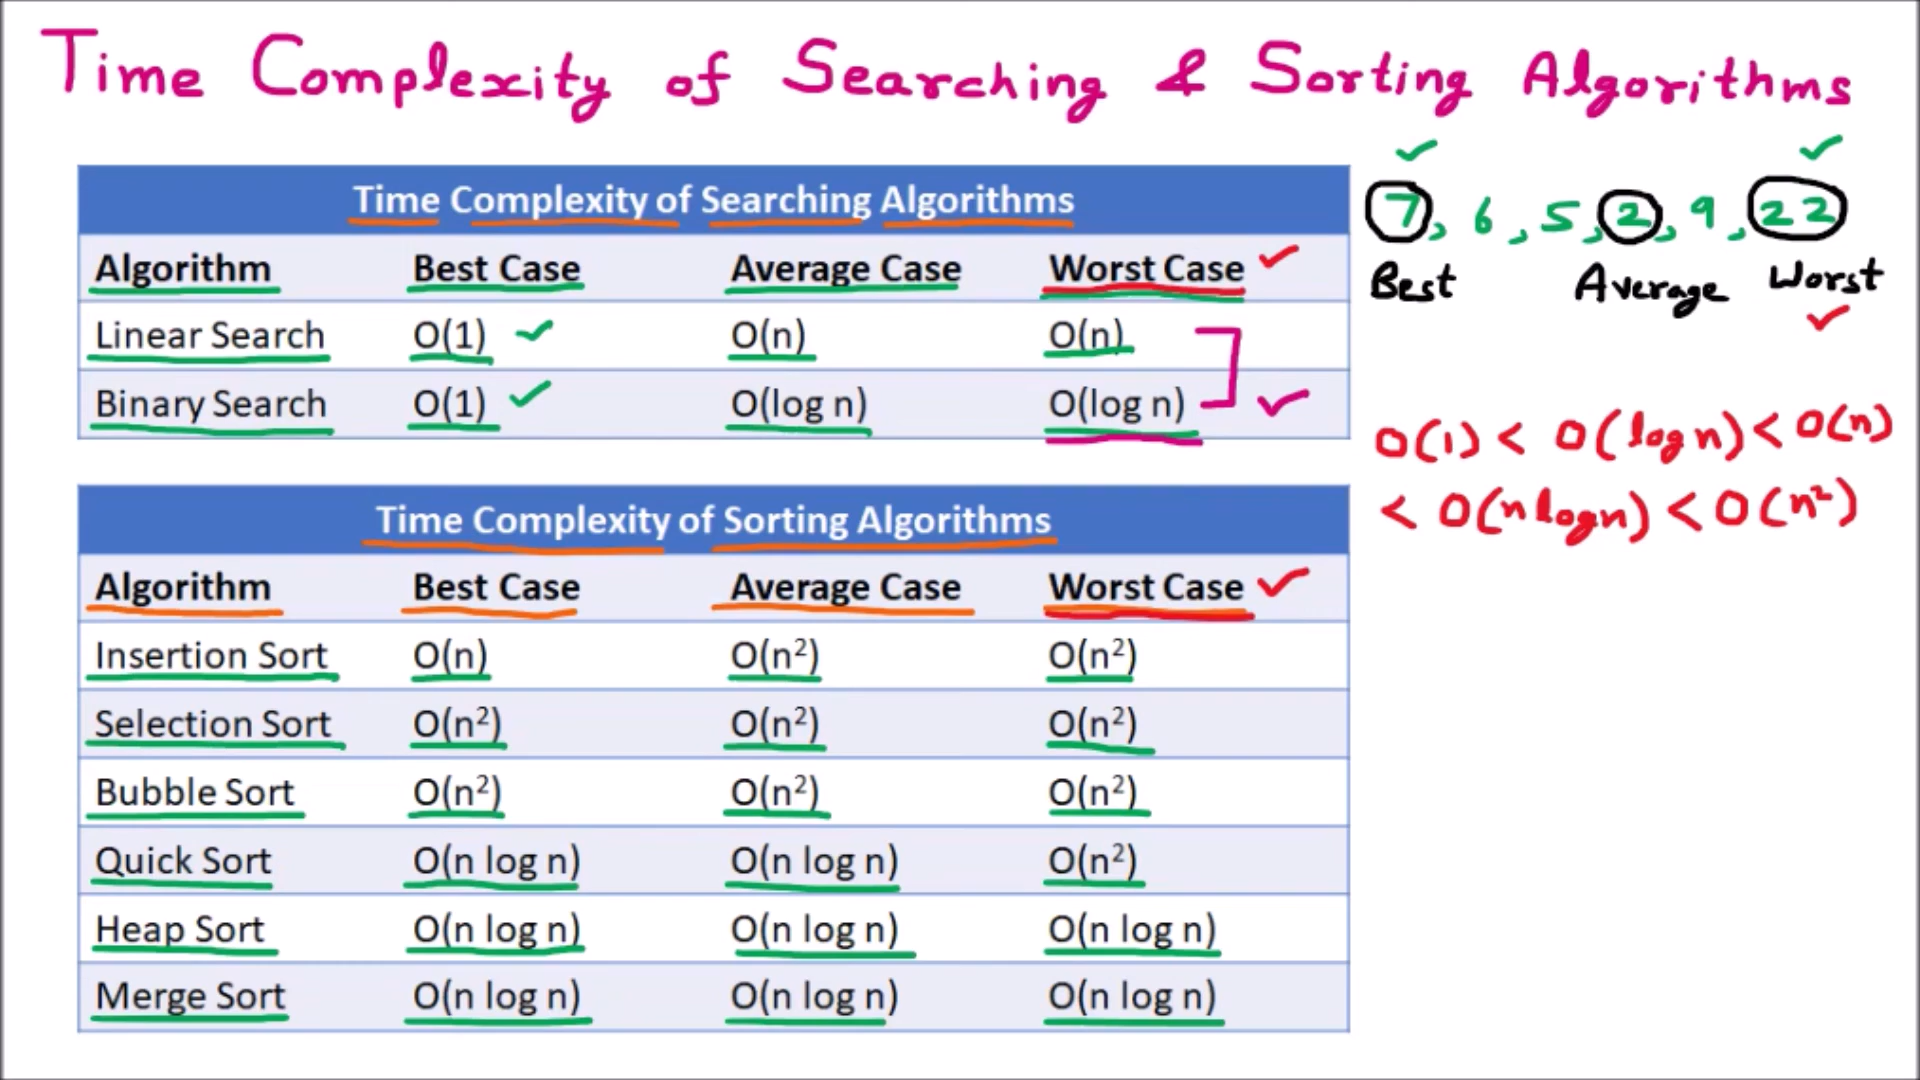 Time Complexity of Searching & Sorting Algorithms
Time Complexity of Searching Algorithms
Algorithm Best Case Average Case Worst Case
Linear Search O(1) O(n) O(n)
Binary Search O(1) O(log n) O(log n)
Time Complexity of Sorting Algorithms
Algorithm Best Case Average Case Worst Case
Insertion Sort O(n) O(n²) O(n²)
Selection Sort O(n²) O(n²) O(n²)
Bubble Sort O(n²) O(n²) O(n²)
Quick Sort O(n log n) O(n log n) O(n²)
Heap Sort O(n log n) O(n log n) O(n log n)
Merge Sort O(n log n) O(n log n) O(n log n)
7, 6, 5, 2, 9, 22
Best Average Worst
O(1) < O(log n) < O(n)
< O(n log n) < O(n²)